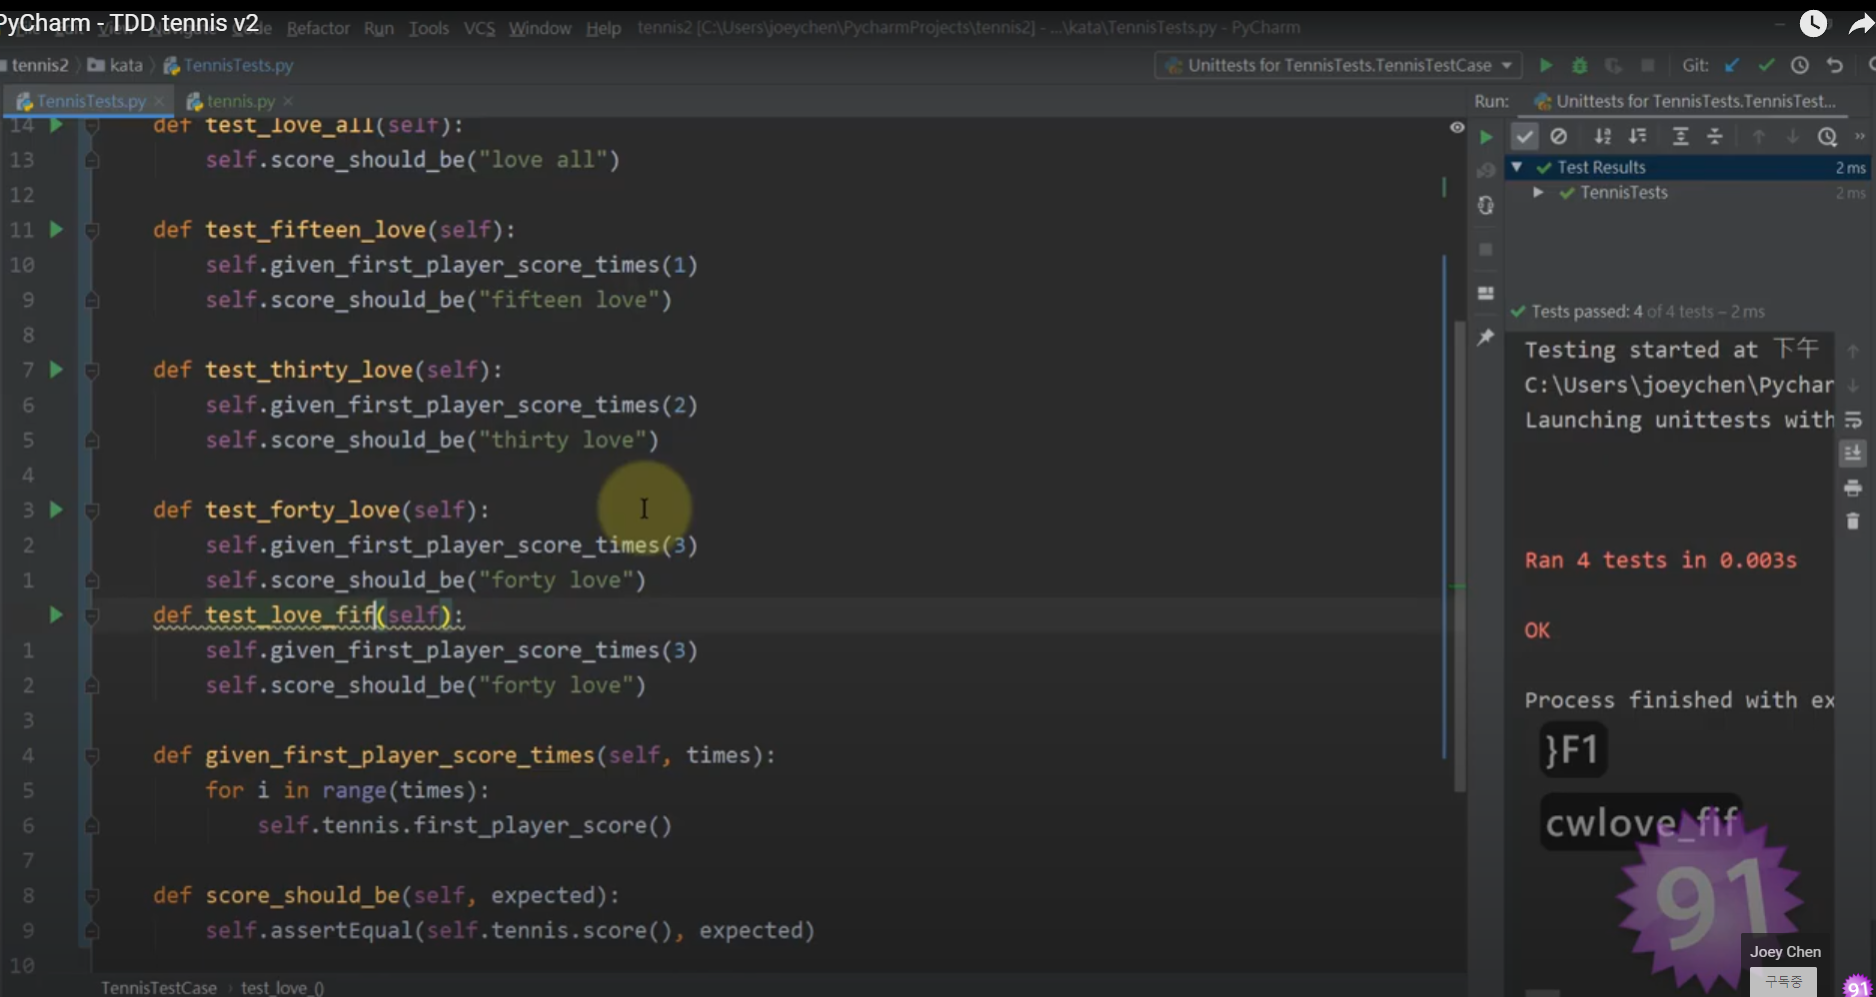 PyCharm - TDD tennis v2
Refactor Run Tools VCS Window Help tennis2 [C:\Users\joeychen\PycharmProjects\tennis2] - ...\kata\TennisTests.py - PyCharm
tennis2 kata TennisTests.py
Unittests for TennisTests.TennisTestCase
Git:
TennisTests.py tennis.py
Run: Unittests for TennisTests.TennisTest...
14 def test_love_all(self):
13 self.score_should_be("love all")
12
11 def test_fifteen_love(self):
10 self.given_first_player_score_times(1)
9 self.score_should_be("fifteen love")
8
7 def test_thirty_love(self):
6 self.given_first_player_score_times(2)
5 self.score_should_be("thirty love")
4
3 def test_forty_love(self):
2 self.given_first_player_score_times(3)
1 self.score_should_be("forty love")
def test_love_fif(self):
1 self.given_first_player_score_times(3)
2 self.score_should_be("forty love")
3
4 def given_first_player_score_times(self, times):
5 for i in range(times):
6 self.tennis.first_player_score()
7
8 def score_should_be(self, expected):
9 self.assertEqual(self.tennis.score(), expected)
10
TennisTestCase › test_love_()
Test Results 2 ms
TennisTests 2 ms
Tests passed: 4 of 4 tests – 2 ms
Testing started at 下午
C:\Users\joeychen\Pychar
Launching unittests with
Ran 4 tests in 0.003s
OK
Process finished with ex
}F1
cwlove_fif
91
Joey Chen
구독중
91